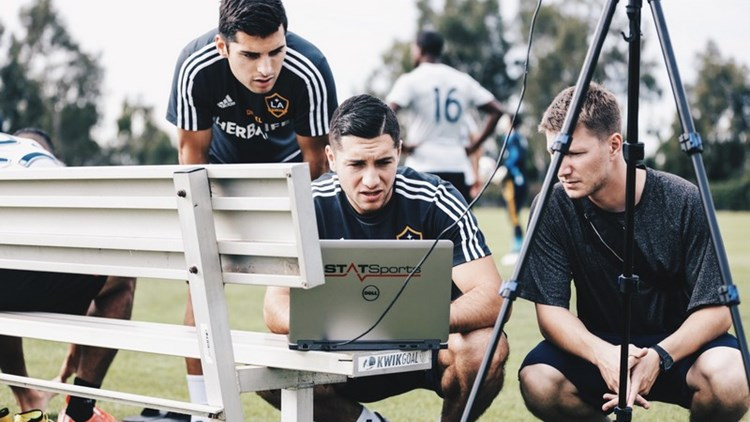 16
LA
HERBALIFE
STATSports
DELL
KWIKGOAL